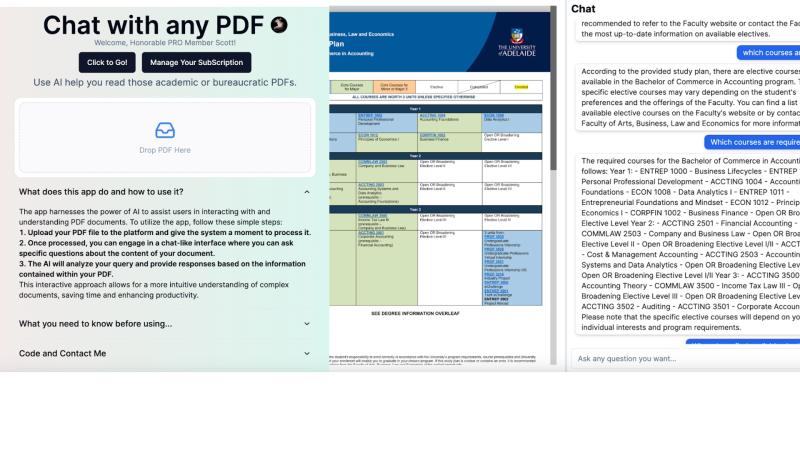 Chat with any PDF
Welcome, Honorable PRO Member Scott!
Click to Go!
Manage Your SubScription
Use AI help you read those academic or bureaucratic PDFs.
Drop PDF Here
What does this app do and how to use it?
The app harnesses the power of AI to assist users in interacting with and
understanding PDF documents. To utilize the app, follow these simple steps:
1. Upload your PDF file to the platform and give the system a moment to process it.
2. Once processed, you can engage in a chat-like interface where you can ask
specific questions about the content of your document.
3. The AI will analyze your query and provide responses based on the information
contained within your PDF.
This interactive approach allows for a more intuitive understanding of complex
documents, saving time and enhancing productivity.
What you need to know before using...
Code and Contact Me
usiness, Law and Economics
Plan
erce in Accounting
THE UNIVERSITY
of ADELAIDE
Core Courses
for Major
Core Courses for
Minor or Major 2
Elective
Completed
Enrolled
ALL COURSES ARE WORTH 3 UNITS UNLESS SPECIFIED OTHERWISE
Year 1
ENTREP 1002
Personal Professional
Development
ACCTING 1004
Accounting Foundations
ECON 1008
Data Analytics I
ECON 1012
Principles of Economics I
CORPFIN 1002
Business Finance
Open OR Broadening
Elective Level I
Year 2
COMMLAW 2503
Company and Business Law
Open OR Broadening
Elective Level II
Open OR Broadening
Elective Level II
ACCTING 2503
Accounting Systems and
Data Analytics
(prerequisite -
Accounting Foundations)
Open OR Broadening
Elective Level II
Open OR Broadening
Elective Level II
Year 3
COMMLAW 3500
Income Tax Law III
Open OR Broadening
Elective Level III
Open OR Broadening
Elective Level III
SEE DEGREE INFORMATION OVERLEAF
Chat
recommended to refer to the Faculty website or contact the Fac
the most up-to-date information on available electives.
which courses ar
According to the provided study plan, there are elective courses
available in the Bachelor of Commerce in Accounting program. T
specific elective courses may vary depending on the student's
preferences and the offerings of the Faculty. You can find a list
available elective courses on the Faculty's website or by contac
Faculty of Arts, Business, Law and Economics for more informa
Which courses are require
The required courses for the Bachelor of Commerce in Accounti
follows: Year 1: - ENTREP 1000 - Business Lifecycles - ENTREP
Personal Professional Development - ACCTING 1004 - Accounti
Foundations - ECON 1008 - Data Analytics I - ENTREP 1011 -
Entrepreneurial Foundations and Mindset - ECON 1012 - Princip
Economics I - CORPFIN 1002 - Business Finance - Open OR Bro
Elective Level Year 2: - ACCTING 2501 - Accounting Theory -
COMMLAW 2503 - Company and Business Law - Open OR Broa
Elective Level II - Open OR Broadening Elective Level I/II - ACCT
- Cost & Management Accounting - ACCTING 2503 - Accountin
Systems and Data Analytics - Open OR Broadening Elective Leve
Open OR Broadening Elective Level I/II Year 3: - ACCTING 3500
Accounting Theory - COMMLAW 3500 - Income Tax Law III - Op
Broadening Elective Level III - Open OR Broadening Elective Lev
ACCTING 3502 - Auditing - ACCTING 3501 - Corporate Accoun
Please note that the specific elective courses will depend on yo
individual interests and program requirements.
Ask any question you want...